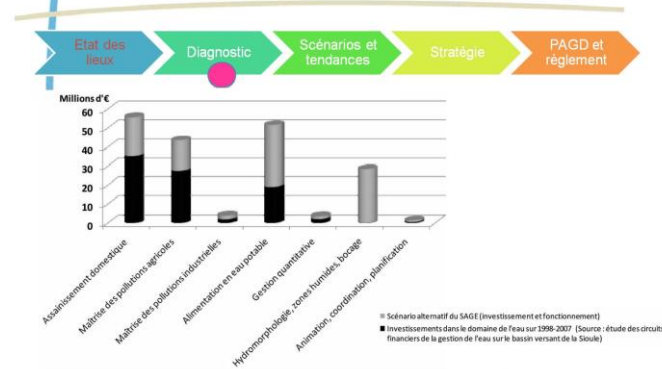 Etat des
lieux
Diagnostic
Scénarios et
tendances
Stratégie
PAGD et
règlement
Millions d'€
60
50
40
30
20
10
0
Assainissement domestique
Maîtrise des pollutions agricoles
Maîtrise des pollutions industrielles
Alimentation en eau potable
Gestion quantitative
Hydromorphologie, zones humides, bocage
Animation, coordination, planification
Scénario alternatif du SAGE (investissement et fonctionnement)
Investissements dans le domaine de l'eau sur 1998-2007 (Source : étude des circuits
financiers de la gestion de l'eau sur le bassin versant de la Sioule)